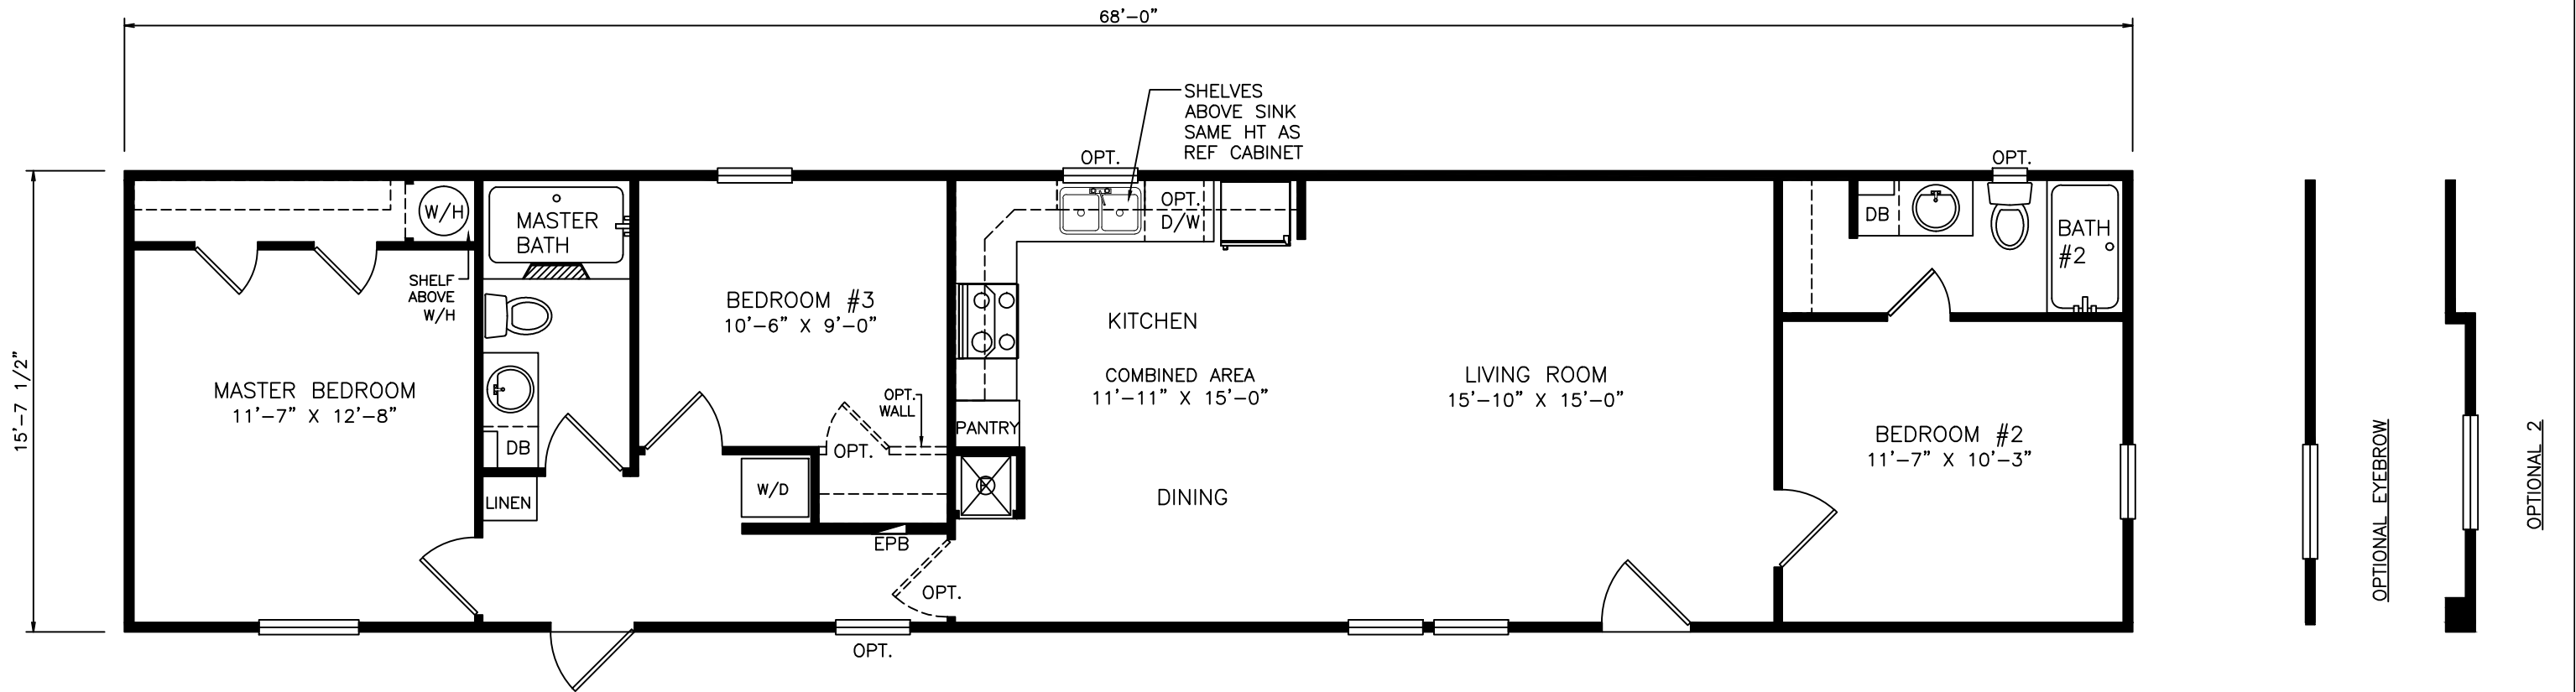 68'-0"
SHELVES
ABOVE SINK
SAME HT AS
REF CABINET
OPT.
OPT.
15'-7 1/2"
W/H
MASTER
BATH
OPT.
D/W
DB
BATH
#2
SHELF
ABOVE
W/H
BEDROOM #3
10'-6" X 9'-0"
KITCHEN
MASTER BEDROOM
11'-7" X 12'-8"
OPT.
WALL
COMBINED AREA
11'-11" X 15'-0"
LIVING ROOM
15'-10" X 15'-0"
DB
OPT.
PANTRY
BEDROOM #2
11'-7" X 10'-3"
LINEN
W/D
DINING
EPB
OPT.
OPT.
OPTIONAL EYEBROW
OPTIONAL 2